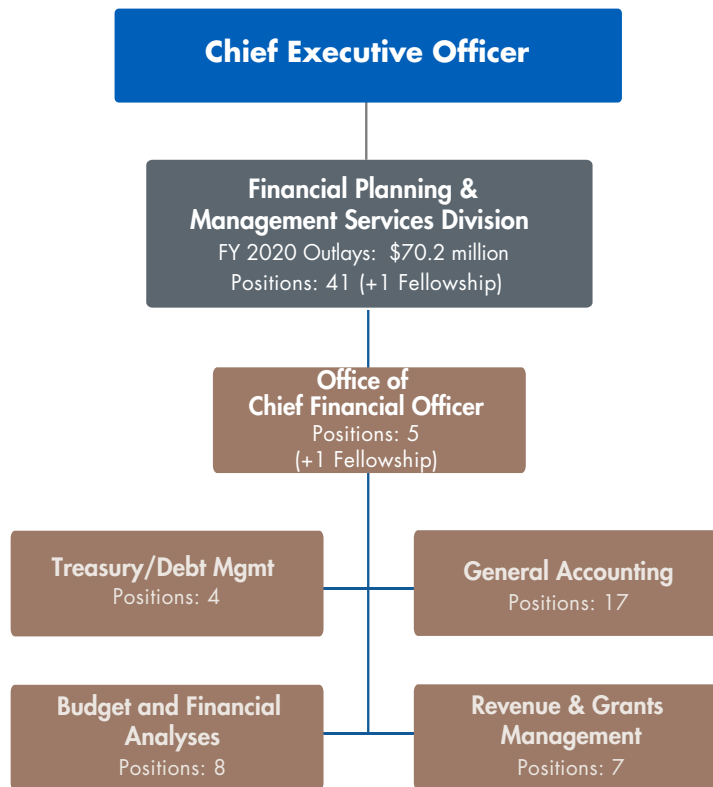 Chief Executive Officer
Financial Planning &
Management Services Division
FY 2020 Outlays: $70.2 million
Positions: 41 (+1 Fellowship)
Office of
Chief Financial Officer
Positions: 5
(+1 Fellowship)
Treasury/Debt Mgmt
Positions: 4
General Accounting
Positions: 17
Budget and Financial
Analyses
Positions: 8
Revenue & Grants
Management
Positions: 7